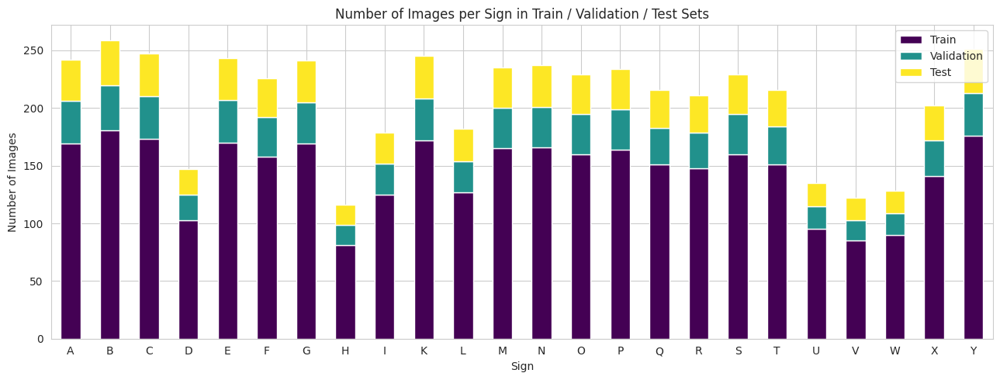 Number of Images per Sign in Train / Validation / Test Sets
Train
Validation
Test
Number of Images
250
200
150
100
50
0
A B C D E F G H I K L M N O P Q R S T U V W X Y
Sign